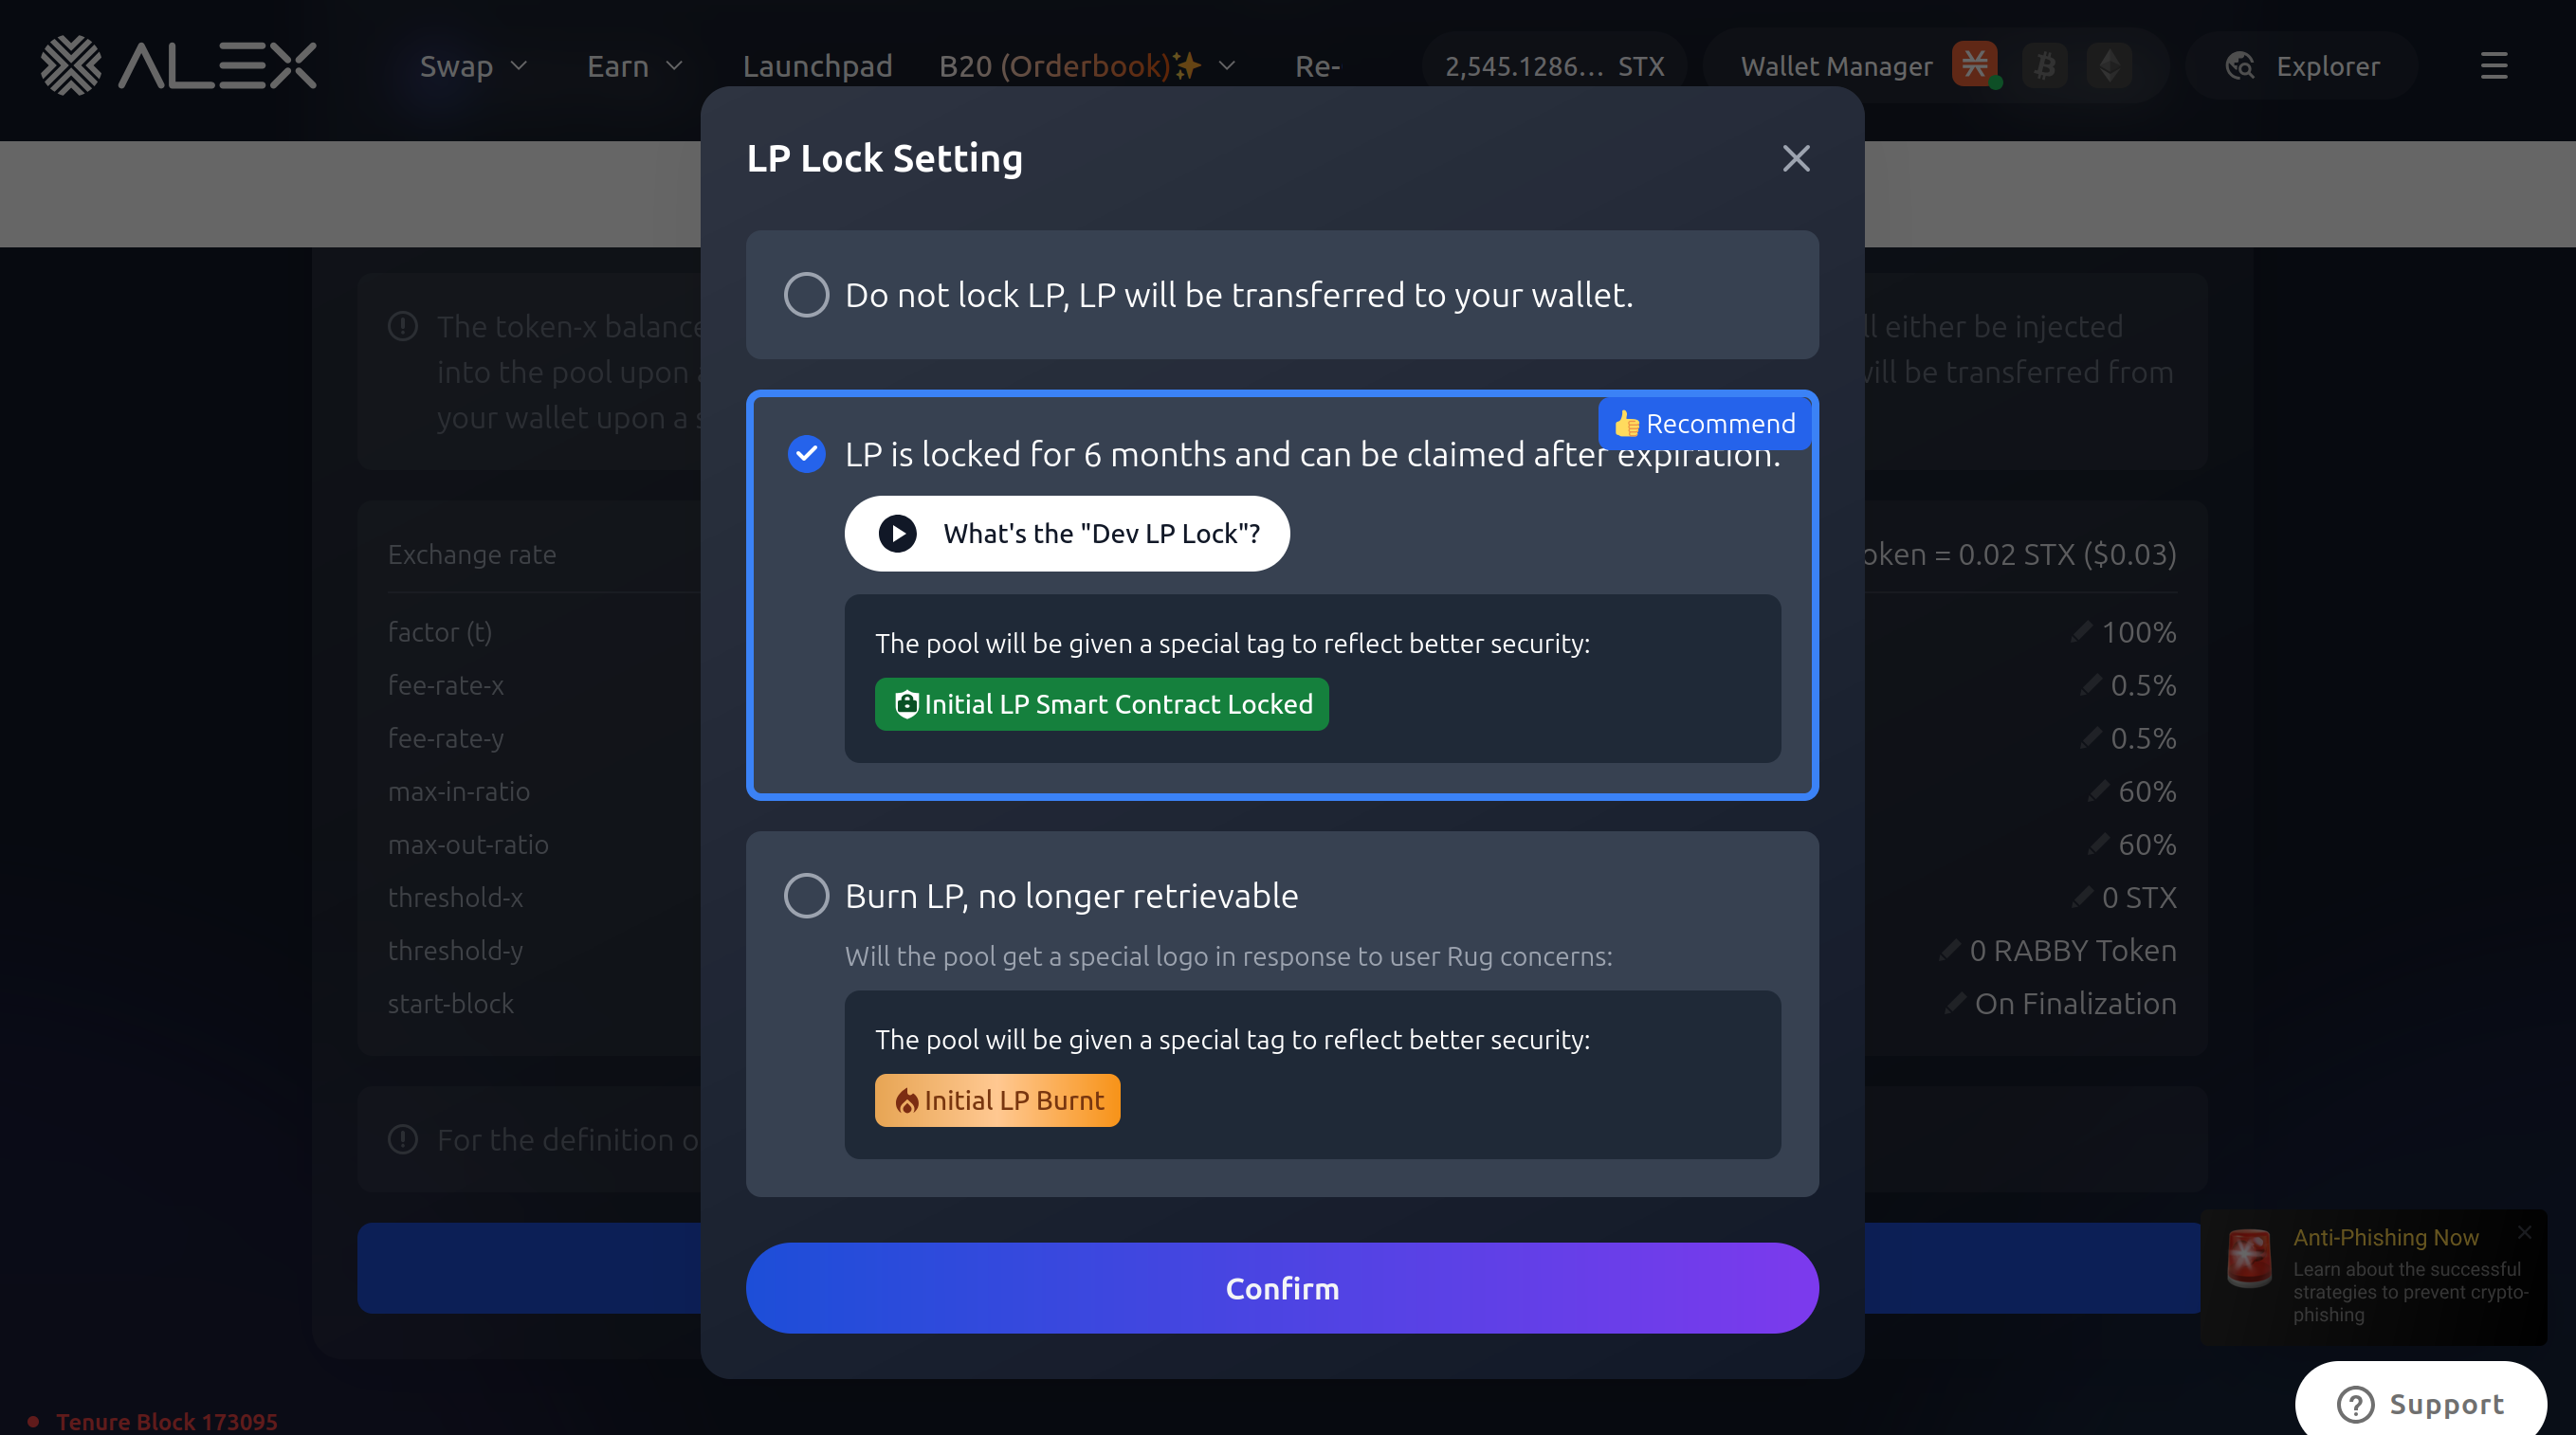 ALEX
Swap
Earn
Launchpad
B20 (Orderbook)✨
Re-
2,545.1286... STX
Wallet Manager
Explorer
LP Lock Setting
Do not lock LP, LP will be transferred to your wallet.
👍 Recommend
LP is locked for 6 months and can be claimed after expiration.
What's the "Dev LP Lock"?
The pool will be given a special tag to reflect better security:
Initial LP Smart Contract Locked
Burn LP, no longer retrievable
Will the pool get a special logo in response to user Rug concerns:
The pool will be given a special tag to reflect better security:
Initial LP Burnt
Confirm
The token-x balance
into the pool upon
your wallet upon a
either be injected
will be transferred from
Exchange rate
= 0.02 STX ($0.03)
factor (t)
100%
fee-rate-x
0.5%
fee-rate-y
0.5%
max-in-ratio
60%
max-out-ratio
60%
threshold-x
0 STX
threshold-y
0 RABBY Token
start-block
On Finalization
For the definition
🚨 Anti-Phishing Now
Learn about the successful
strategies to prevent crypto-
phishing
Support
Tenure Block 173095